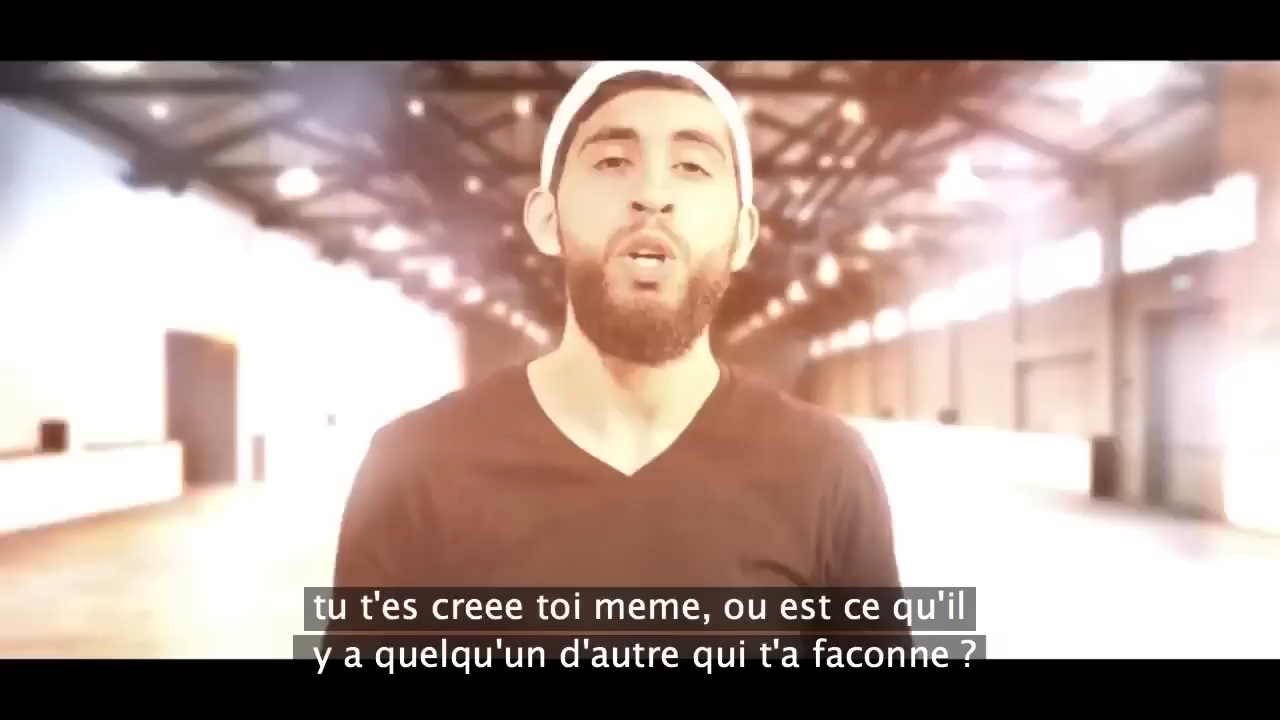 tu t'es creee toi meme, ou est ce qu'il
y a quelqu'un d'autre qui t'a faconne ?